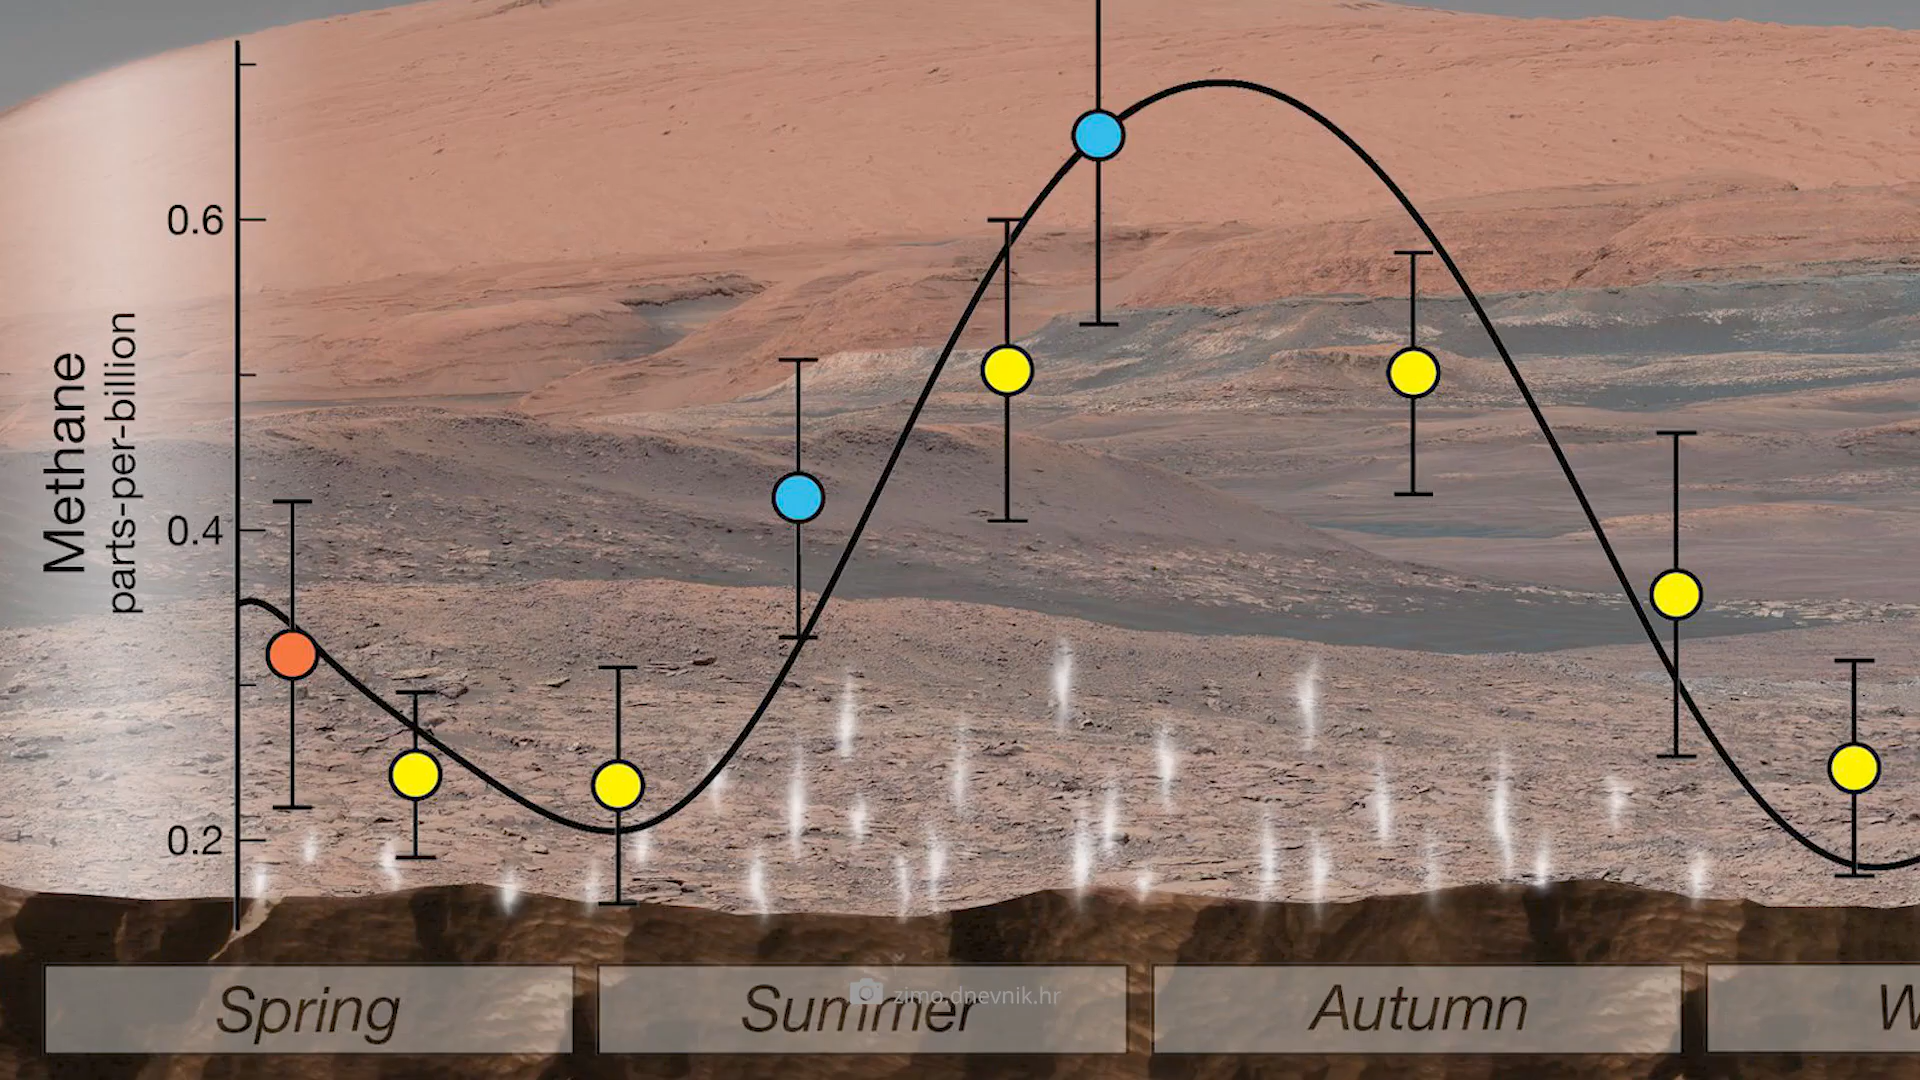 Methane
parts-per-billion
0.6
0.4
0.2
Spring
Summer
zimo.dnevnik.hr
Autumn
W